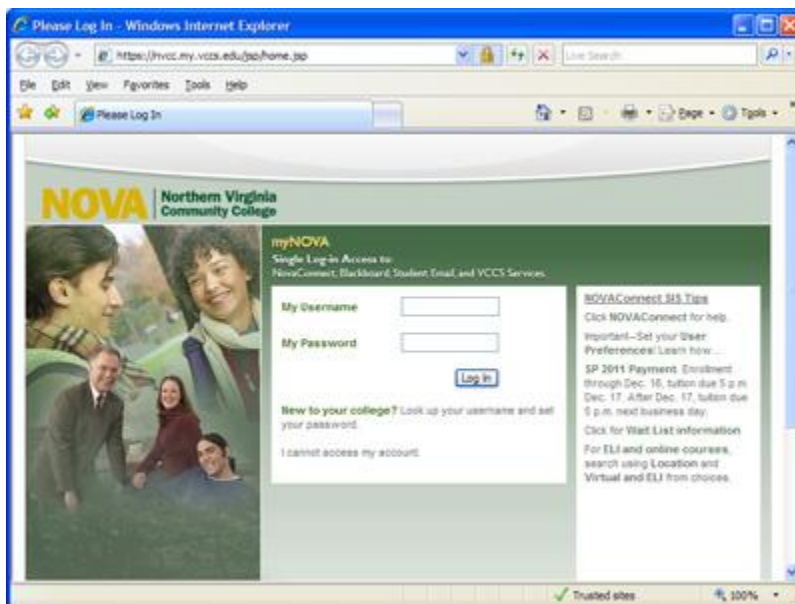 Please Log In - Windows Internet Explorer
https://nvcc.my.vccs.edu/jsp/home.jsp
Live Search
File Edit View Favorites Tools Help
Please Log In
Page
Tools
NOVA
Northern Virginia
Community College
myNOVA
Single Log-in Access to:
NovaConnect, Blackboard, Student Email, and VCCS Services.
My Username
My Password
Log In
New to your college? Look up your username and set
your password.
I cannot access my account.
NOVAConnect SIS Tips
Click NOVAConnect for help.
Important--Set your User
Preferences! Learn how...
SP 2011 Payment: Enrollment
through Dec. 16, tuition due 5 p.m.
Dec. 17. After Dec. 17, tuition due
5 p.m. next business day.
Click for Wait List information
For ELI and online courses,
search using Location and
Virtual and ELI from choices.
Trusted sites
100%